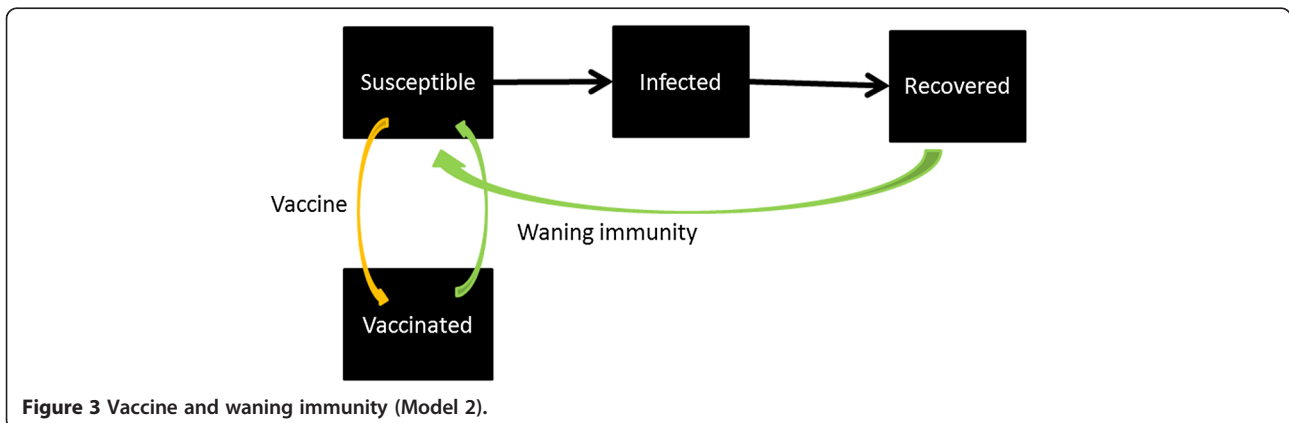 Susceptible
Infected
Recovered
Vaccine
Waning immunity
Vaccinated
Figure 3 Vaccine and waning immunity (Model 2).